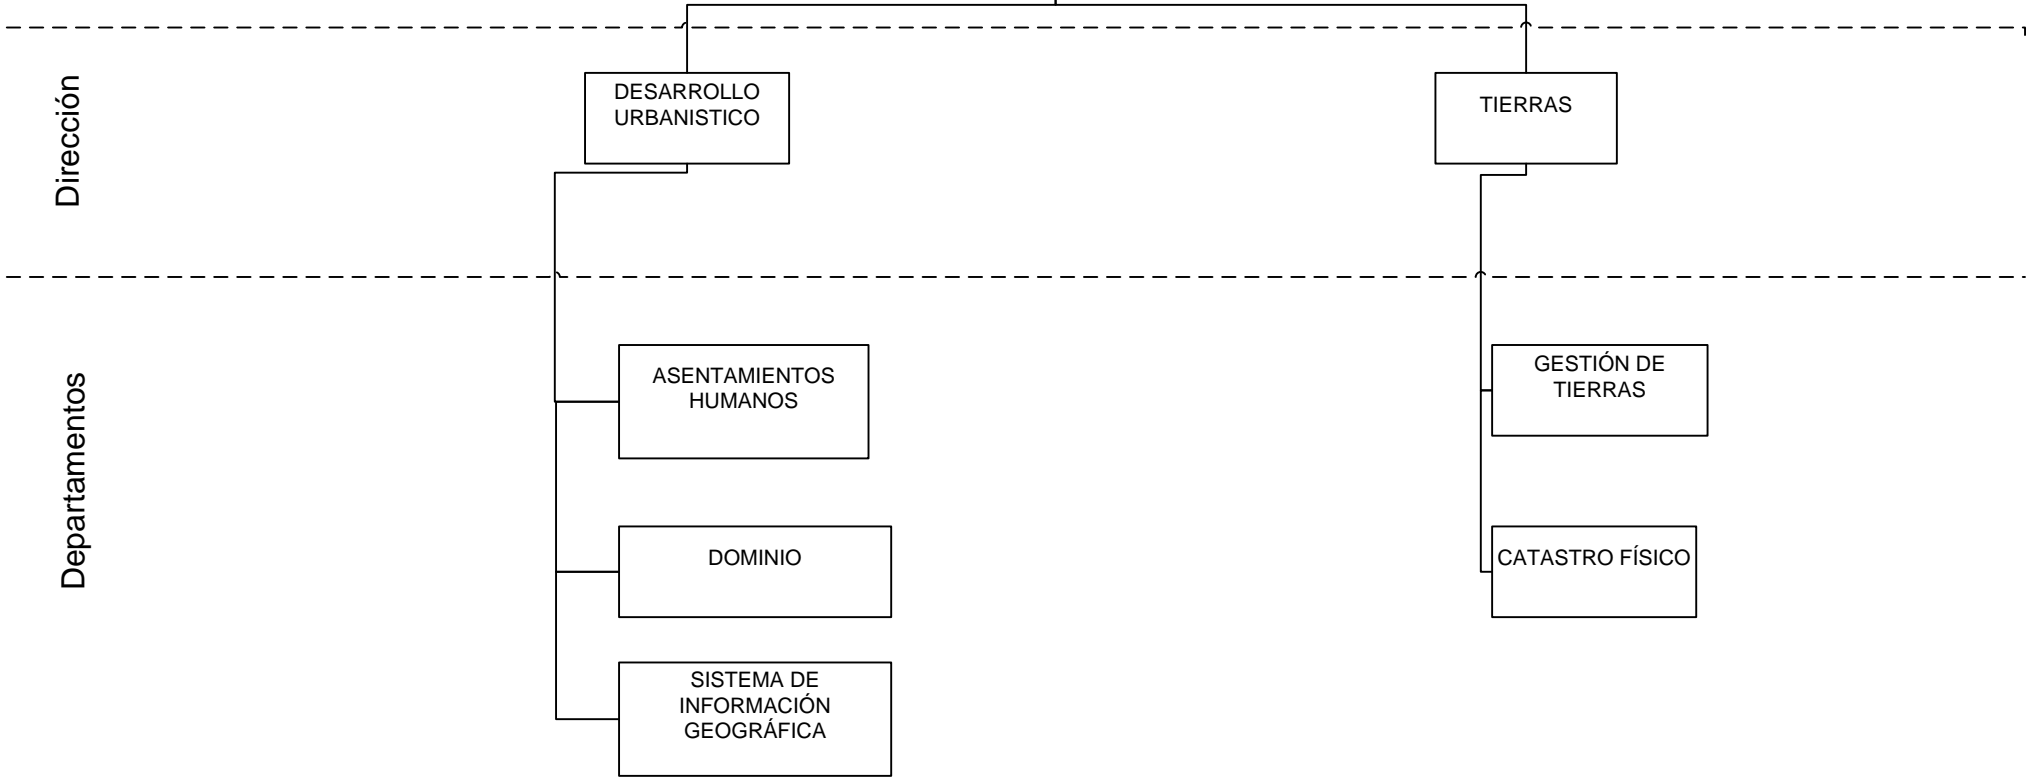 Dirección
DESARROLLO
URBANISTICO
TIERRAS
Departamentos
ASENTAMIENTOS
HUMANOS
GESTIÓN DE
TIERRAS
DOMINIO
CATASTRO FÍSICO
SISTEMA DE
INFORMACIÓN
GEOGRÁFICA